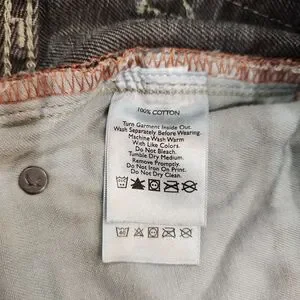 100% COTTON
Turn Garment Inside Out.
Wash Separately Before Wearing.
Machine Wash Warm
With Like Colors.
Do Not Bleach.
Tumble Dry Medium.
Remove Promptly.
Do Not Iron On Print.
Do Not Dry Clean.